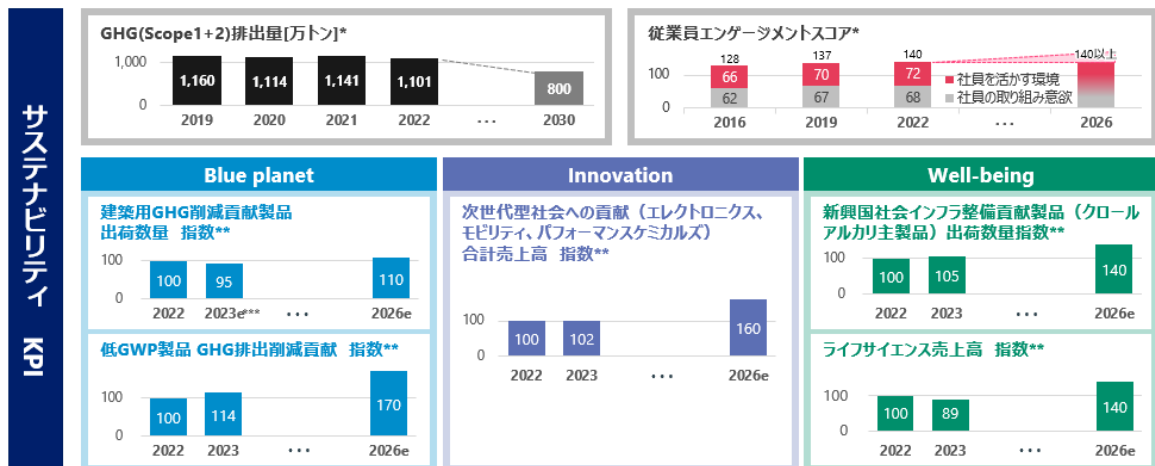 サステナビリティ KPI
GHG(Scope1+2)排出量[万トン]*
1,000
0
1,160
1,114
1,141
1,101
800
2019
2020
2021
2022
･･･
2030
従業員エンゲージメントスコア*
128
137
140
140以上
100
0
66
70
72
62
67
68
社員を活かす環境
社員の取り組み意欲
2016
2019
2022
･･･
2026
Blue planet
建築用GHG削減貢献製品
出荷数量 指数**
100
0
100
95
110
2022
2023e***
･･･
2026e
低GWP製品 GHG排出削減貢献 指数**
100
0
100
114
170
2022
2023
･･･
2026e
Innovation
次世代型社会への貢献（エレクトロニクス、
モビリティ、パフォーマンスケミカルズ）
合計売上高 指数**
100
0
100
102
160
2022
2023
･･･
2026e
Well-being
新興国社会インフラ整備貢献製品（クロール
アルカリ主製品）出荷数量指数**
100
0
100
105
140
2022
2023
･･･
2026e
ライフサイエンス売上高 指数**
100
0
100
89
140
2022
2023
･･･
2026e